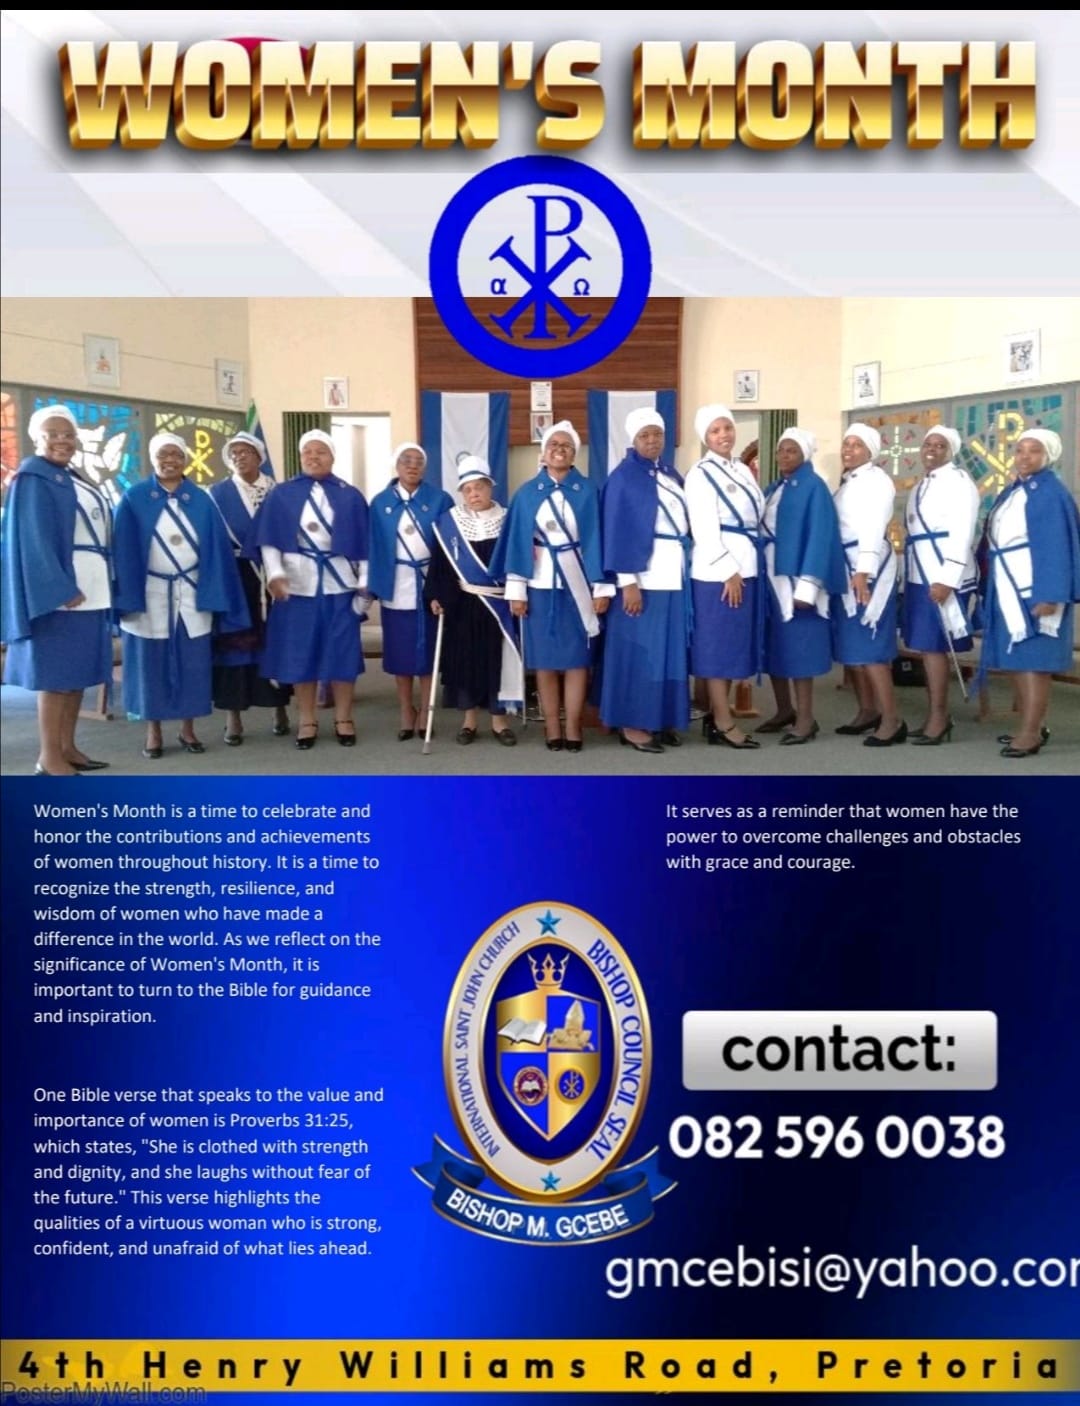 WOMEN'S MONTH
P
α Ω
Women's Month is a time to celebrate and
honor the contributions and achievements
of women throughout history. It is a time to
recognize the strength, resilience, and
wisdom of women who have made a
difference in the world. As we reflect on the
significance of Women's Month, it is
important to turn to the Bible for guidance
and inspiration.
One Bible verse that speaks to the value and
importance of women is Proverbs 31:25,
which states, "She is clothed with strength
and dignity, and she laughs without fear of
the future." This verse highlights the
qualities of a virtuous woman who is strong,
confident, and unafraid of what lies ahead.
It serves as a reminder that women have the
power to overcome challenges and obstacles
with grace and courage.
INTERNATIONAL SAINT JOHN CHURCH
BISHOP COUNCIL SEAL
BISHOP M. GCEBE
contact:
082 596 0038
gmcebisi@yahoo.com
4th Henry Williams Road, Pretoria
PosterMyWall.com